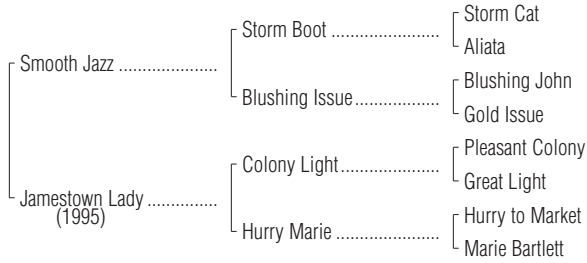 Storm Cat
Storm Boot ........................
Aliata
Smooth Jazz .....................
Blushing John
Blushing Issue...................
Gold Issue
Pleasant Colony
Colony Light......................
Great Light
Jamestown Lady ...............
(1995)
Hurry to Market
Hurry Marie .......................
Marie Bartlett